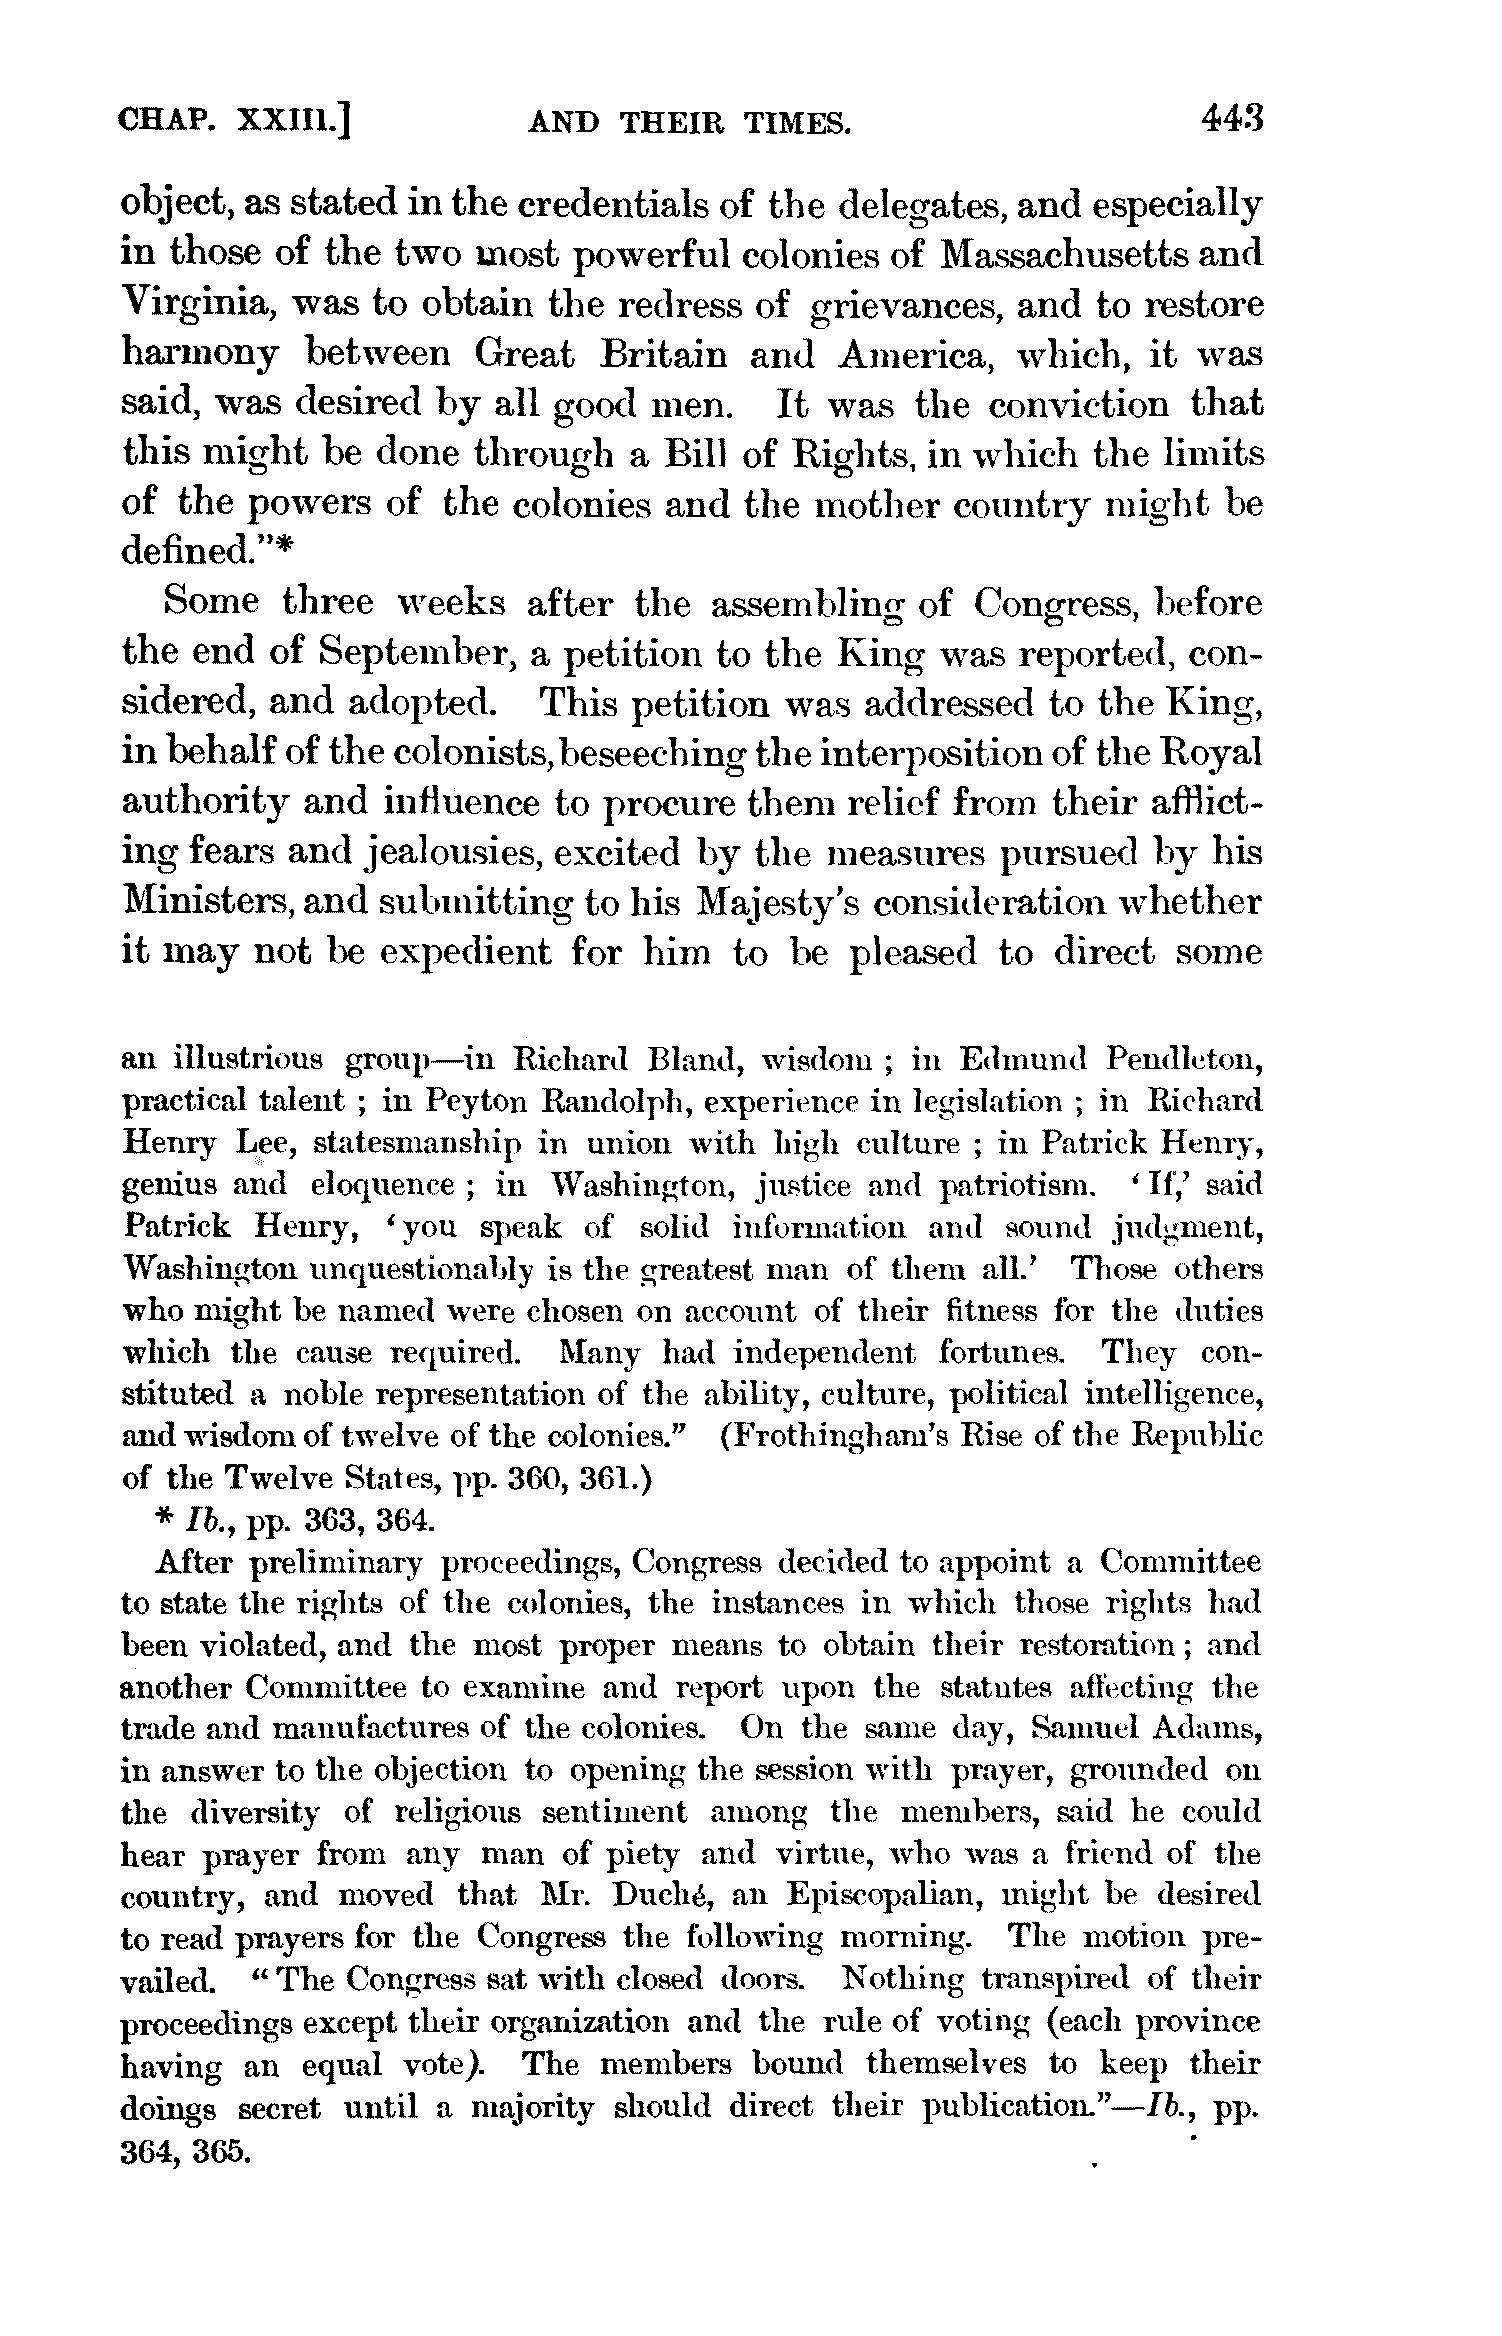 CHAP. XXIII.] AND THEIR TIMES. 443
object, as stated in the credentials of the delegates, and especially
in those of the two most powerful colonies of Massachusetts and
Virginia, was to obtain the redress of grievances, and to restore
harmony between Great Britain and America, which, it was
said, was desired by all good men. It was the conviction that
this might be done through a Bill of Rights, in which the limits
of the powers of the colonies and the mother country might be
defined."*
Some three weeks after the assembling of Congress, before
the end of September, a petition to the King was reported, con-
sidered, and adopted. This petition was addressed to the King,
in behalf of the colonists, beseeching the interposition of the Royal
authority and influence to procure them relief from their afflict-
ing fears and jealousies, excited by the measures pursued by his
Ministers, and submitting to his Majesty's consideration whether
it may not be expedient for him to be pleased to direct some
an illustrious group—in Richard Bland, wisdom ; in Edmund Pendleton,
practical talent ; in Peyton Randolph, experience in legislation ; in Richard
Henry Lee, statesmanship in union with high culture ; in Patrick Henry,
genius and eloquence ; in Washington, justice and patriotism. 'If,' said
Patrick Henry, 'you speak of solid information and sound judgment,
Washington unquestionably is the greatest man of them all.' Those others
who might be named were chosen on account of their fitness for the duties
which the cause required. Many had independent fortunes. They con-
stituted a noble representation of the ability, culture, political intelligence,
and wisdom of twelve of the colonies." (Frothingham's Rise of the Republic
of the Twelve States, pp. 360, 361.)
* Ib., pp. 363, 364.
After preliminary proceedings, Congress decided to appoint a Committee
to state the rights of the colonies, the instances in which those rights had
been violated, and the most proper means to obtain their restoration ; and
another Committee to examine and report upon the statutes affecting the
trade and manufactures of the colonies. On the same day, Samuel Adams,
in answer to the objection to opening the session with prayer, grounded on
the diversity of religious sentiment among the members, said he could
hear prayer from any man of piety and virtue, who was a friend of the
country, and moved that Mr. Duché, an Episcopalian, might be desired
to read prayers for the Congress the following morning. The motion pre-
vailed. "The Congress sat with closed doors. Nothing transpired of their
proceedings except their organization and the rule of voting (each province
having an equal vote). The members bound themselves to keep their
doings secret until a majority should direct their publication."—Ib., pp.
364, 365.